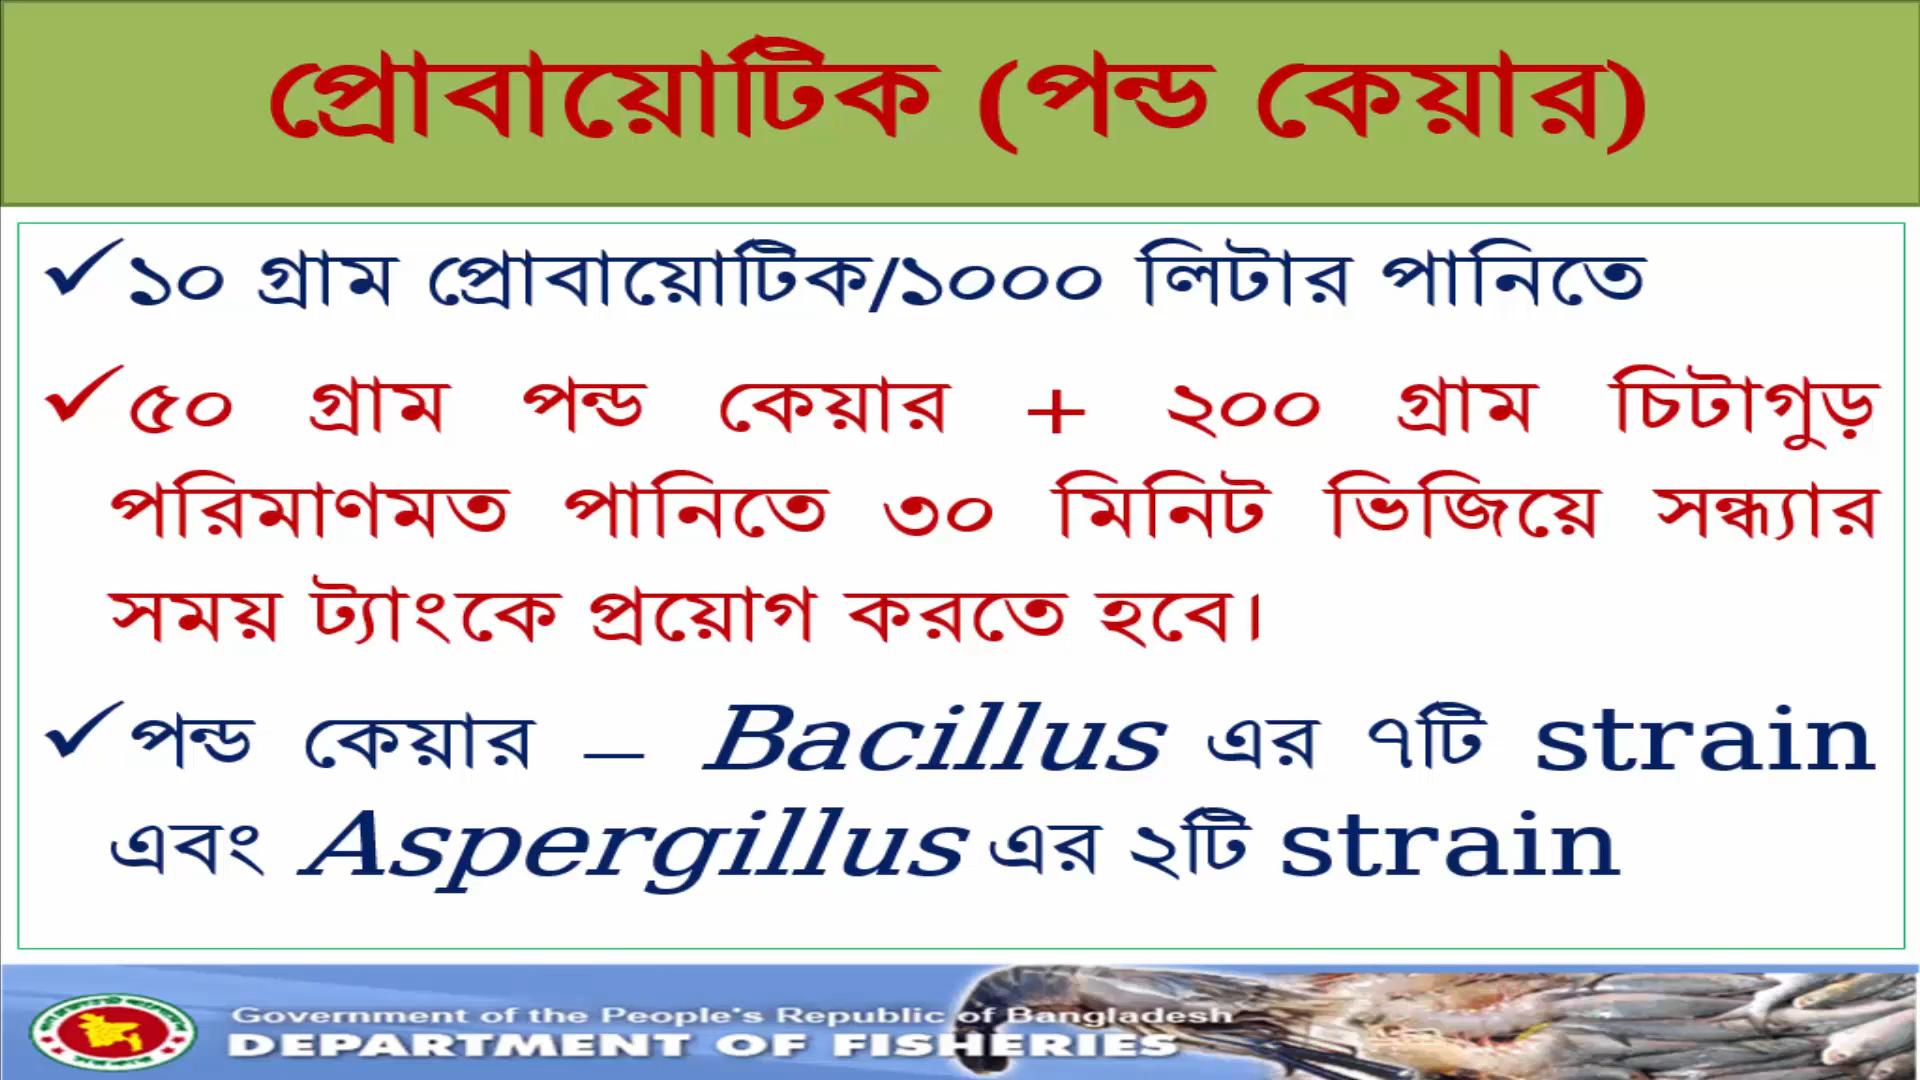 প্রোবায়োটিক (পন্ড কেয়ার)
✓১০ গ্রাম প্রোবায়োটিক/১০০০ লিটার পানিতে
✓৫০ গ্রাম পন্ড কেয়ার + ২০০ গ্রাম চিটাগুড়
পরিমাণমত পানিতে ৩০ মিনিট ভিজিয়ে সন্ধ্যার
সময় ট্যাংকে প্রয়োগ করতে হবে।
✓পন্ড কেয়ার – Bacillus এর ৭টি strain
এবং Aspergillus এর ২টি strain
Government of the People's Republic of Bangladesh
DEPARTMENT OF FISHERIES